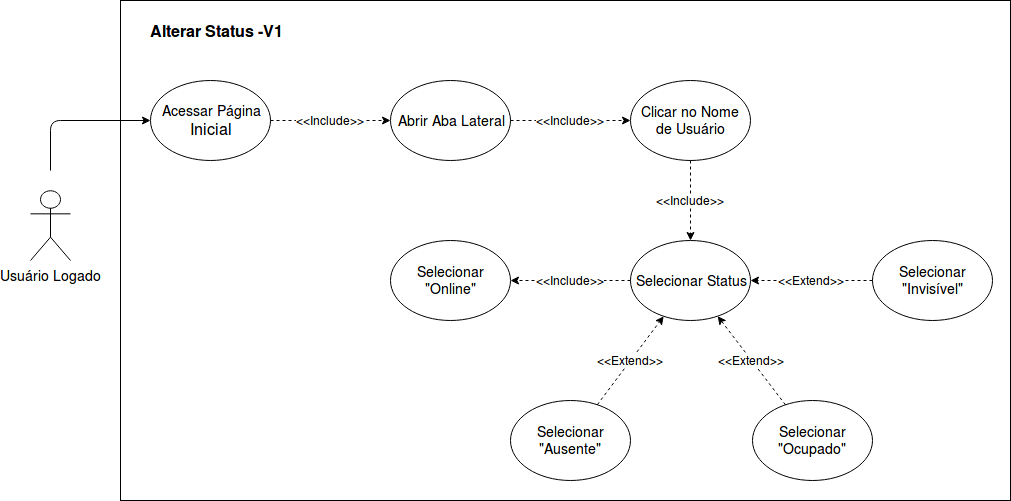 Alterar Status -V1
Acessar Página
Inicial
<<Include>>
Abrir Aba Lateral
<<Include>>
Clicar no Nome
de Usuário
<<Include>>
Usuário Logado
Selecionar
"Online"
<<Include>>
Selecionar Status
<<Extend>>
Selecionar
"Invisível"
<<Extend>>
<<Extend>>
Selecionar
"Ausente"
Selecionar
"Ocupado"